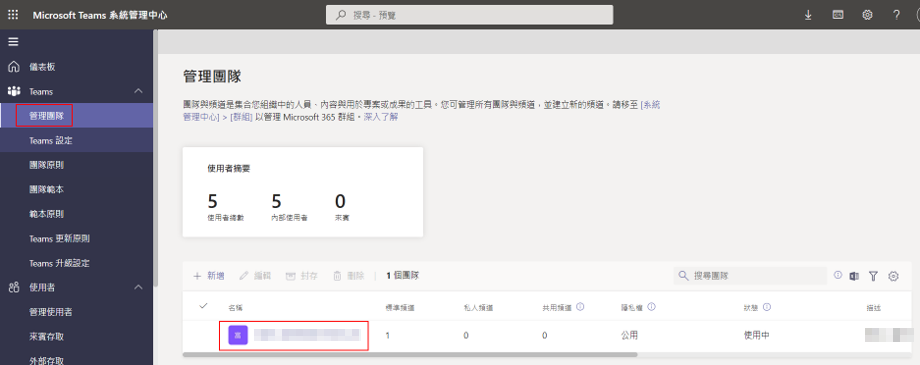 Microsoft Teams 系統管理中心
搜尋 - 預覽
儀表板
Teams
管理團隊
Teams 設定
團隊原則
團隊範本
範本原則
Teams 更新原則
Teams 升級設定
使用者
管理使用者
來賓存取
外部存取
管理團隊
團隊與頻道是集合您組織中的人員、內容與用於專案或成果的工具。您可管理所有團隊與頻道，並建立新的頻道。請移至 [系統
管理中心] > [群組] 以管理 Microsoft 365 群組。深入了解
使用者摘要
5 5 0
使用者總數 內部使用者 來賓
新增 編輯 封存 刪除 1 個團隊 搜尋團隊
名稱 標準頻道 私人頻道 共用頻道 隱私權 狀態 描述
1 0 0 公用 使用中